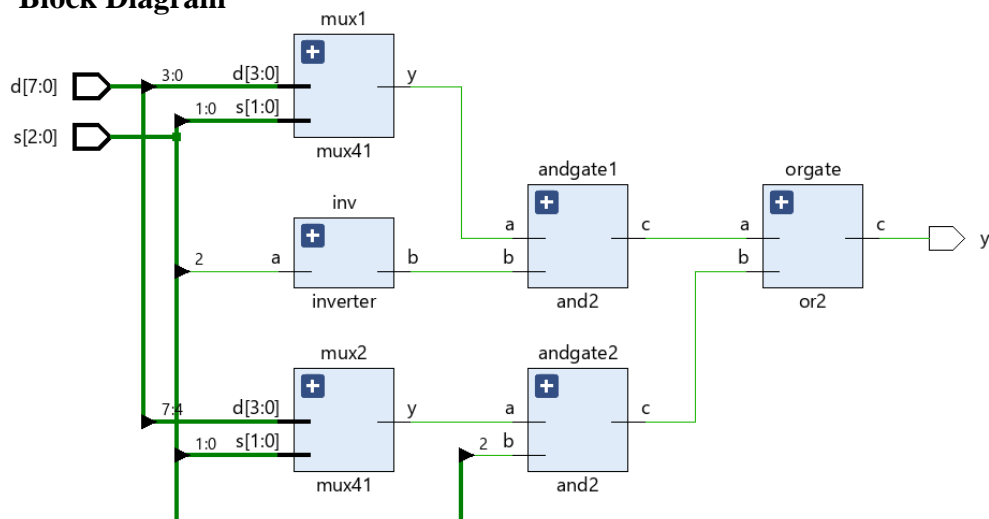 Block Diagram
mux1
d[7:0]
3:0
d[3:0]
y
1:0
s[1:0]
s[2:0]
mux41
andgate1
orgate
inv
a
c
a
c
y
2
a
b
b
b
inverter
and2
or2
mux2
andgate2
7:4
d[3:0]
y
a
c
1:0
s[1:0]
2
b
mux41
and2